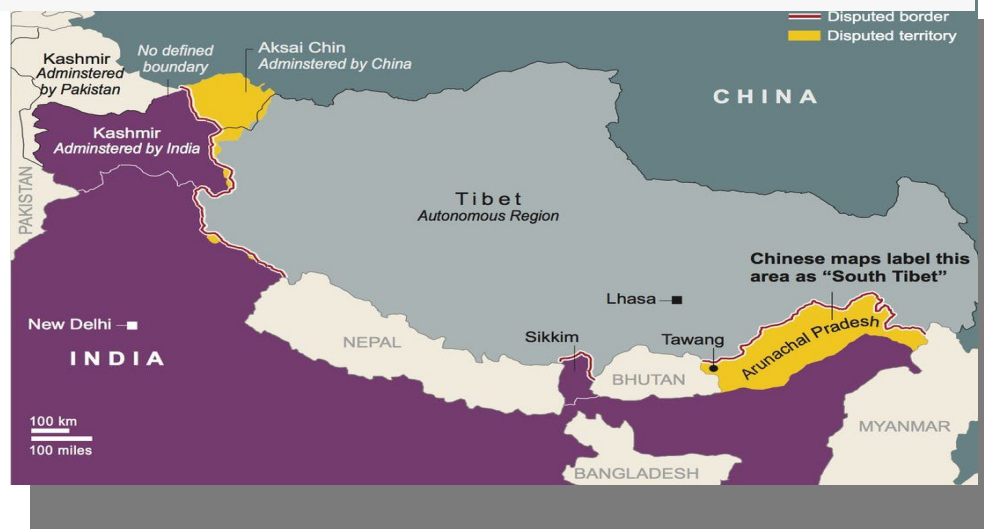 Disputed border
Disputed territory
Kashmir
Adminstered
by Pakistan
No defined
boundary
Aksai Chin
Adminstered by China
CHINA
Kashmir
Adminstered by India
PAKISTAN
Tibet
Autonomous Region
Chinese maps label this
area as “South Tibet”
Lhasa
New Delhi
INDIA
NEPAL
Sikkim
Tawang
Arunachal Pradesh
BHUTAN
100 km
100 miles
MYANMAR
BANGLADESH